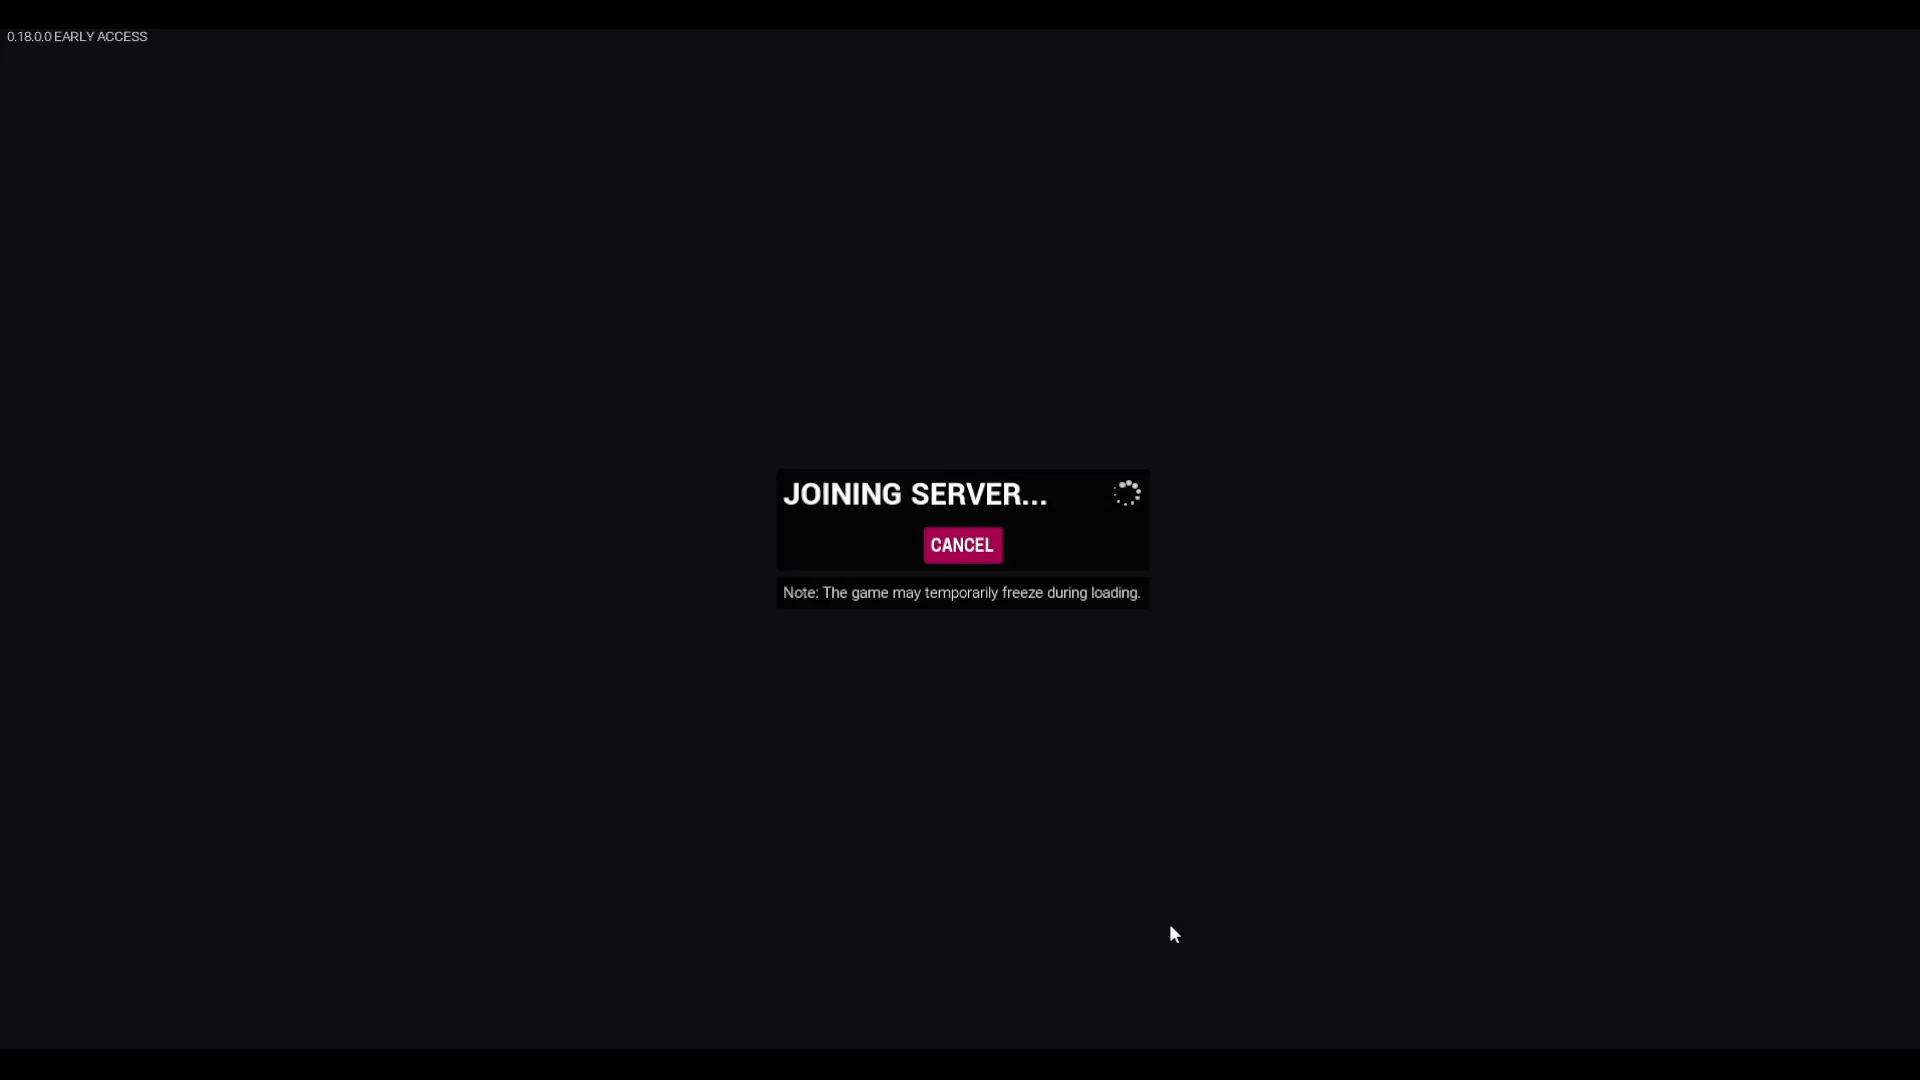 0.18.0.0 EARLY ACCESS
JOINING SERVER...
CANCEL
Note: The game may temporarily freeze during loading.